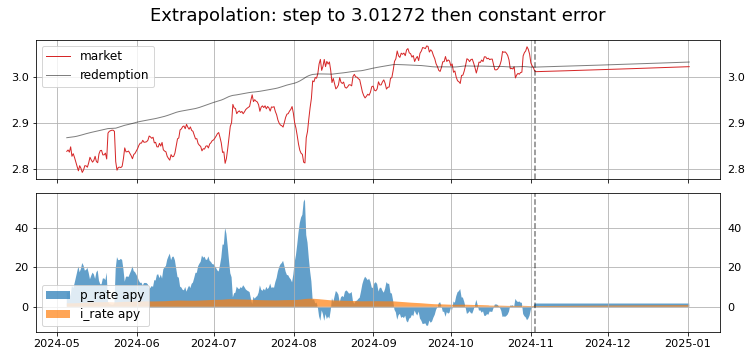 Extrapolation: step to 3.01272 then constant error
market
redemption
3.0 3.0
2.9 2.9
2.8 2.8
40 40
20 20
0 0
p_rate apy
i_rate apy
2024-05 2024-06 2024-07 2024-08 2024-09 2024-10 2024-11 2024-12 2025-01